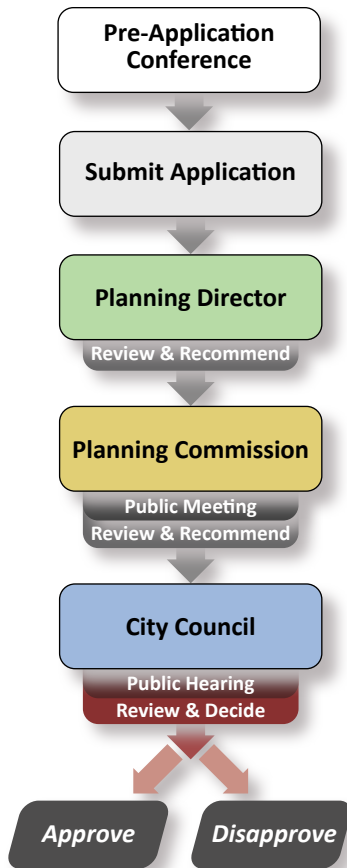 Pre-Application
Conference
Submit Application
Planning Director
Review & Recommend
Planning Commission
Public Meeting
Review & Recommend
City Council
Public Hearing
Review & Decide
Approve
Disapprove